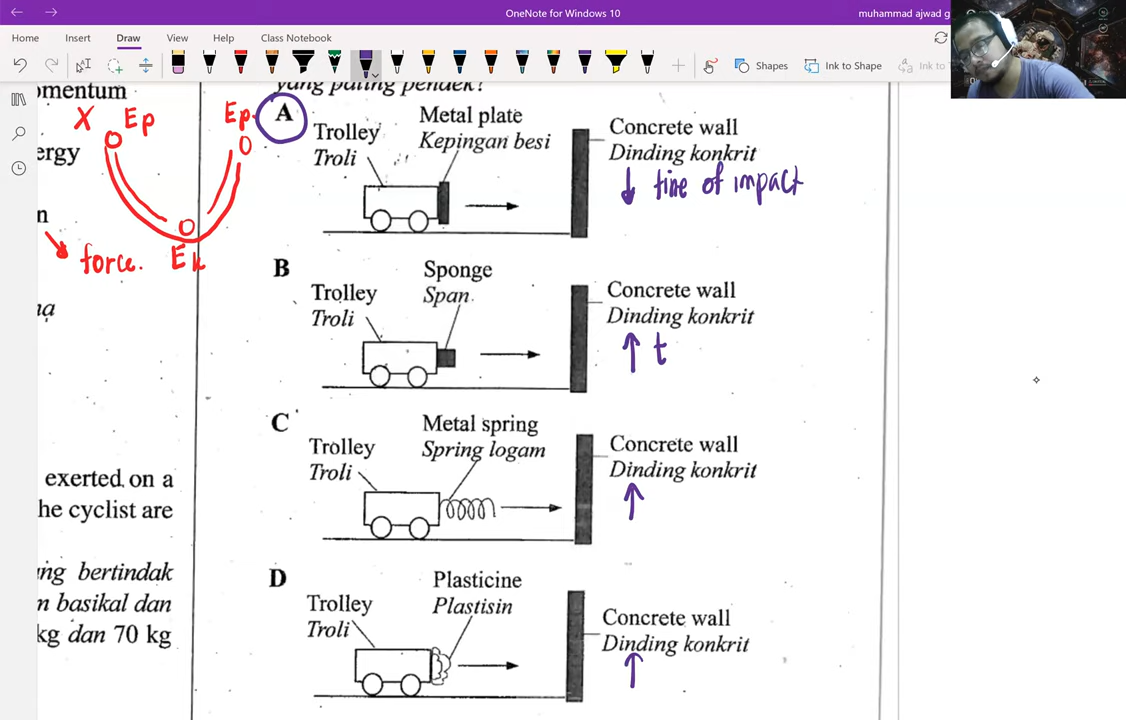 OneNote for Windows 10
muhammad ajwad g
Home Insert Draw View Help Class Notebook
Shapes
Ink to Shape
Ink to
omentum
ergy
n
exerted on a
he cyclist are
ing bertindak
n basikal dan
kg dan 70 kg
X Ep Ep
Ek
force.
yang paling pendek?
A
Trolley
Troli
Metal plate
Kepingan besi
Concrete wall
Dinding konkrit
↓ time of impact
B
Trolley
Troli
Sponge
Span
Concrete wall
Dinding konkrit
↑ t
C
Trolley
Troli
Metal spring
Spring logam
Concrete wall
Dinding konkrit
↑
D
Trolley
Troli
Plasticine
Plastisin
Concrete wall
Dinding konkrit
↑